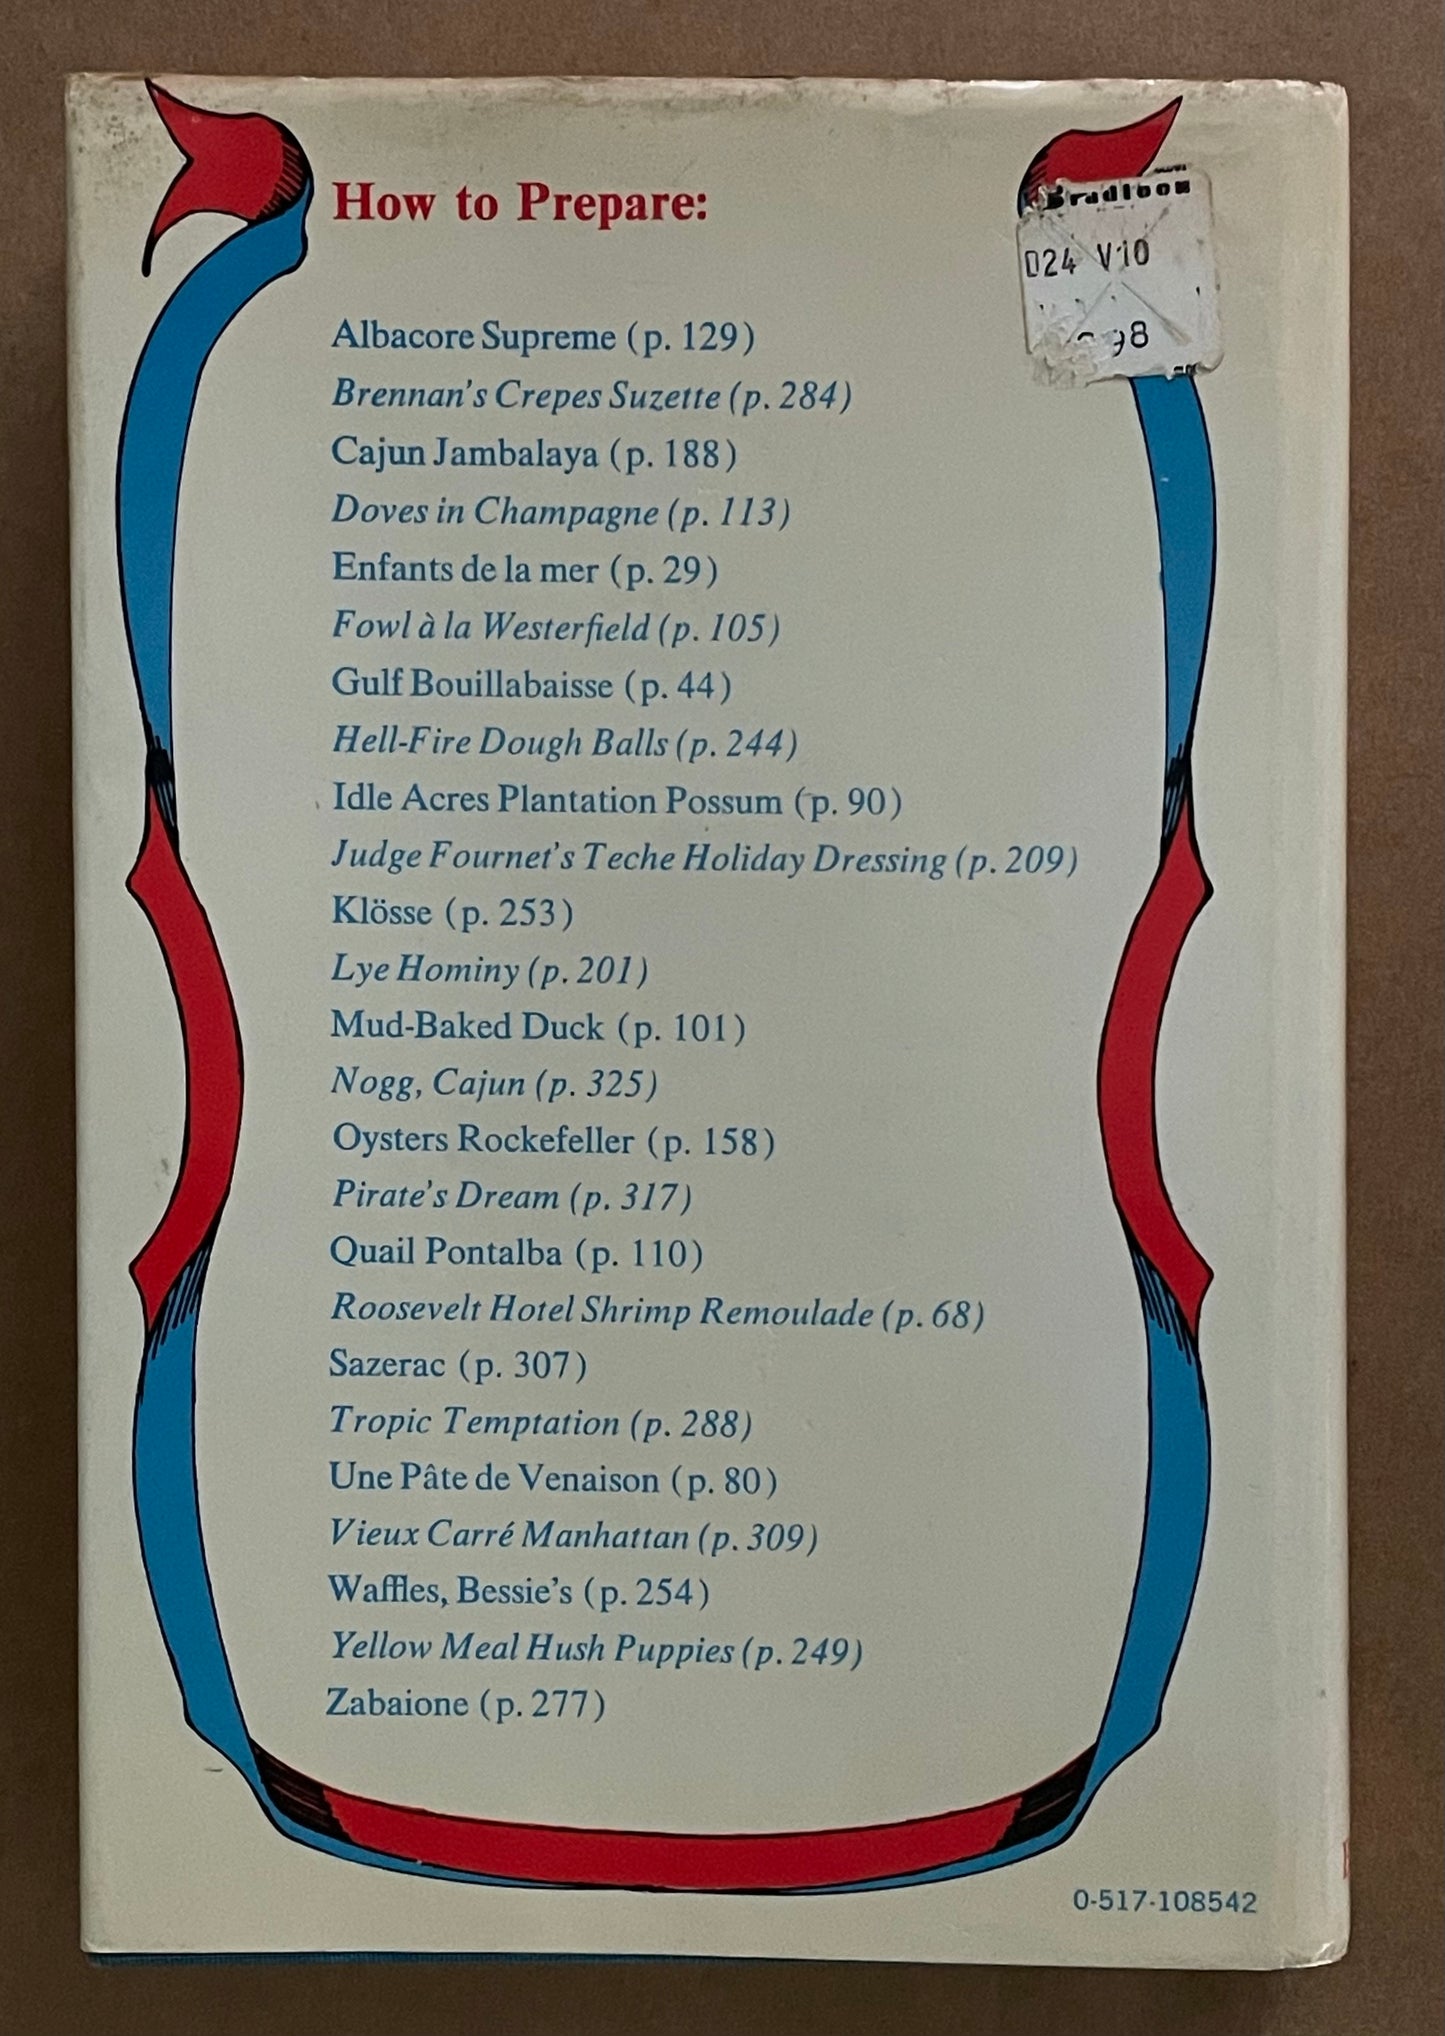 How to Prepare:
Bradlees
D24 V10
98
Albacore Supreme (p. 129)
Brennan's Crepes Suzette (p. 284)
Cajun Jambalaya (p. 188)
Doves in Champagne (p. 113)
Enfants de la mer (p. 29)
Fowl à la Westerfield (p. 105)
Gulf Bouillabaisse (p. 44)
Hell-Fire Dough Balls (p. 244)
Idle Acres Plantation Possum (p. 90)
Judge Fournet's Teche Holiday Dressing (p. 209)
Klösse (p. 253)
Lye Hominy (p. 201)
Mud-Baked Duck (p. 101)
Nogg, Cajun (p. 325)
Oysters Rockefeller (p. 158)
Pirate's Dream (p. 317)
Quail Pontalba (p. 110)
Roosevelt Hotel Shrimp Remoulade (p. 68)
Sazerac (p. 307)
Tropic Temptation (p. 288)
Une Pâte de Venaison (p. 80)
Vieux Carré Manhattan (p. 309)
Waffles, Bessie's (p. 254)
Yellow Meal Hush Puppies (p. 249)
Zabaione (p. 277)
0-517-108542